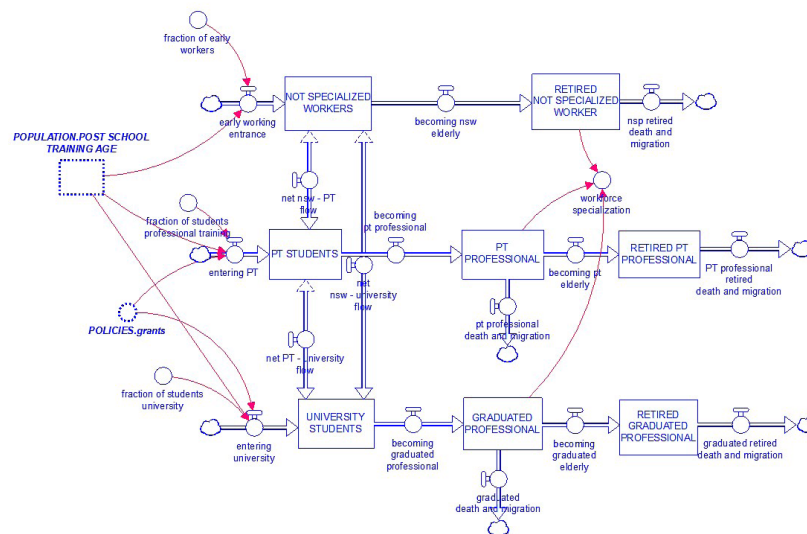 fraction of early
workers
NOT SPECIALIZED
WORKERS
RETIRED
NOT SPECIALIZED
WORKER
early working
entrance
becoming nsw
elderly
nsp retired
death and migration
POPULATION.POST SCHOOL
TRAINING AGE
net nsw - PT
flow
workforce
specialization
fraction of students
professional training
becoming
pt professional
PT STUDENTS
PT
PROFESSIONAL
RETIRED PT
PROFESSIONAL
entering PT
net
nsw - university
flow
becoming pt
elderly
PT professional
retired
death and migration
POLICIES.grants
pt professional
death and migration
net PT - university
flow
fraction of students
university
UNIVERSITY
STUDENTS
GRADUATED
PROFESSIONAL
RETIRED
GRADUATED
PROFESSIONAL
entering
university
becoming
graduated
professional
becoming
graduated
elderly
graduated retired
death and migration
graduated
death and migration